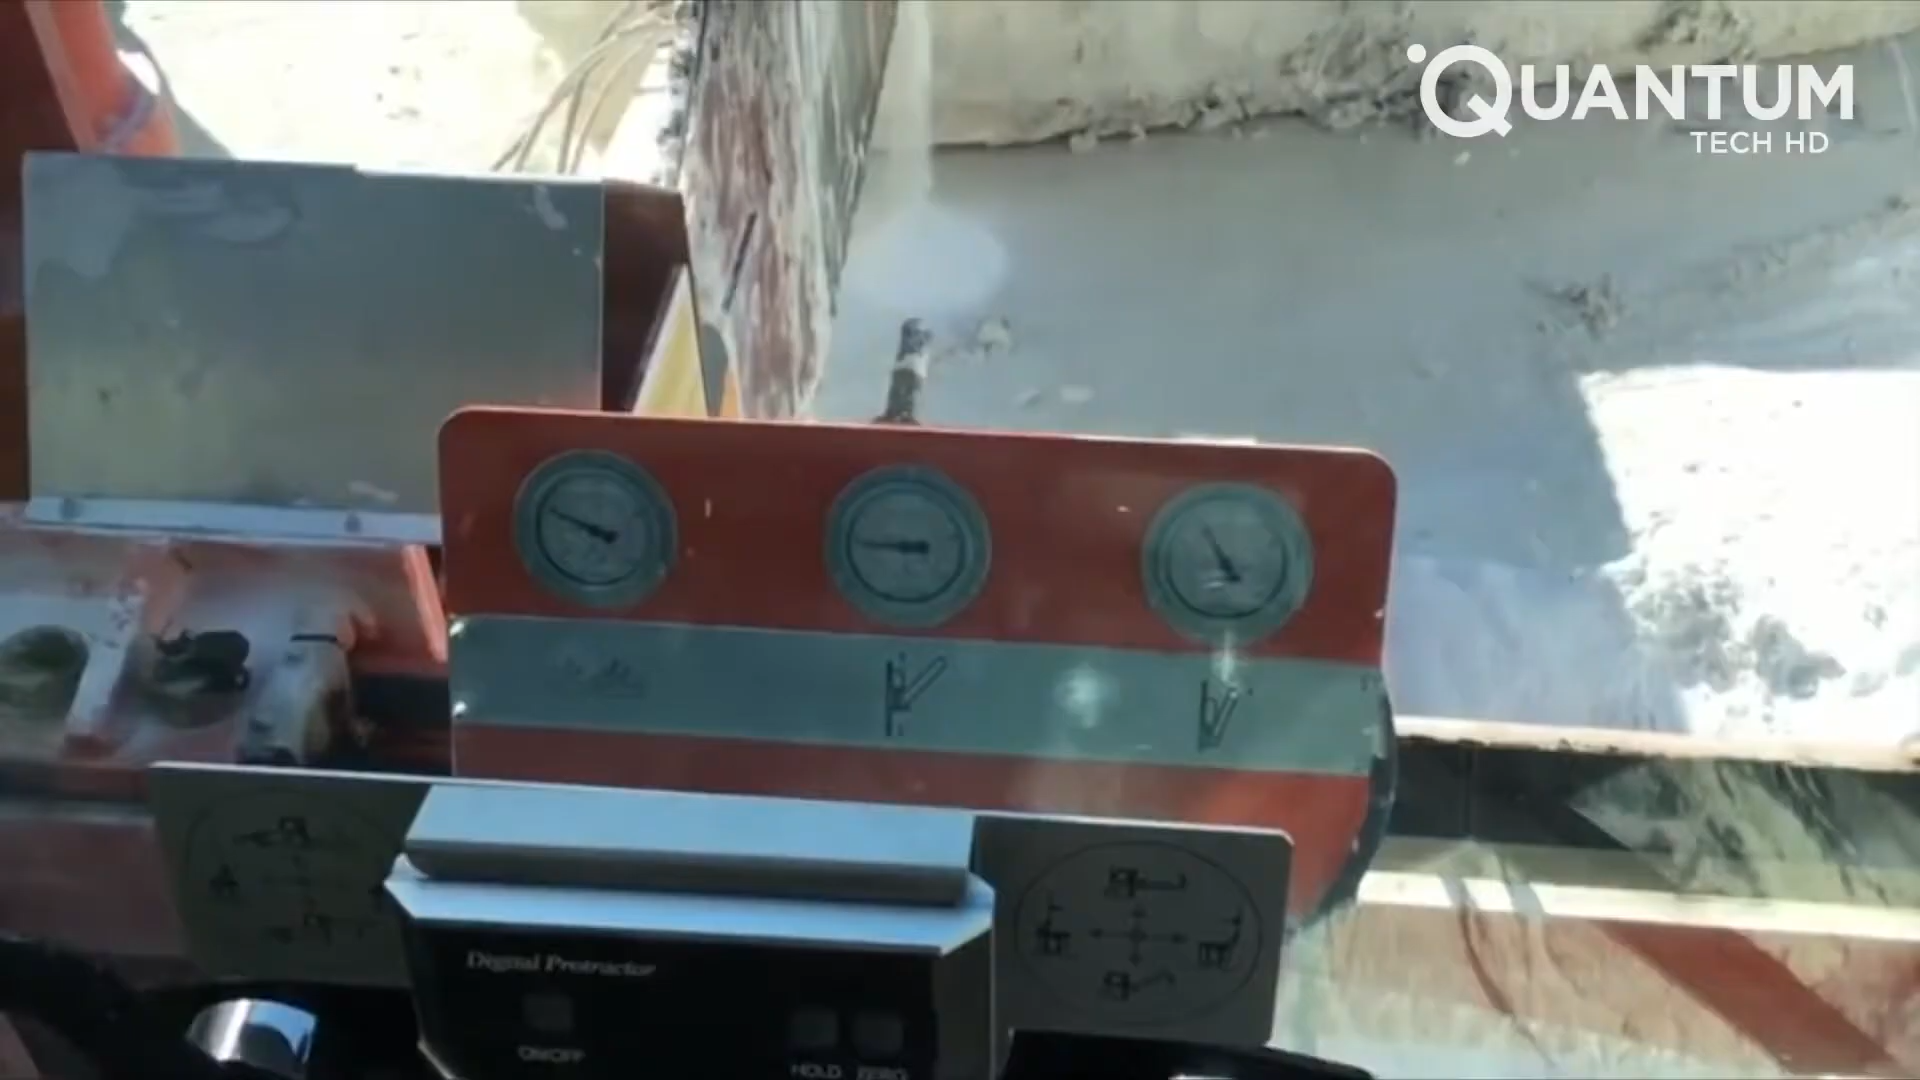 QUANTUM
TECH HD
Digital Protractor
ON/OFF
HOLD ZERO